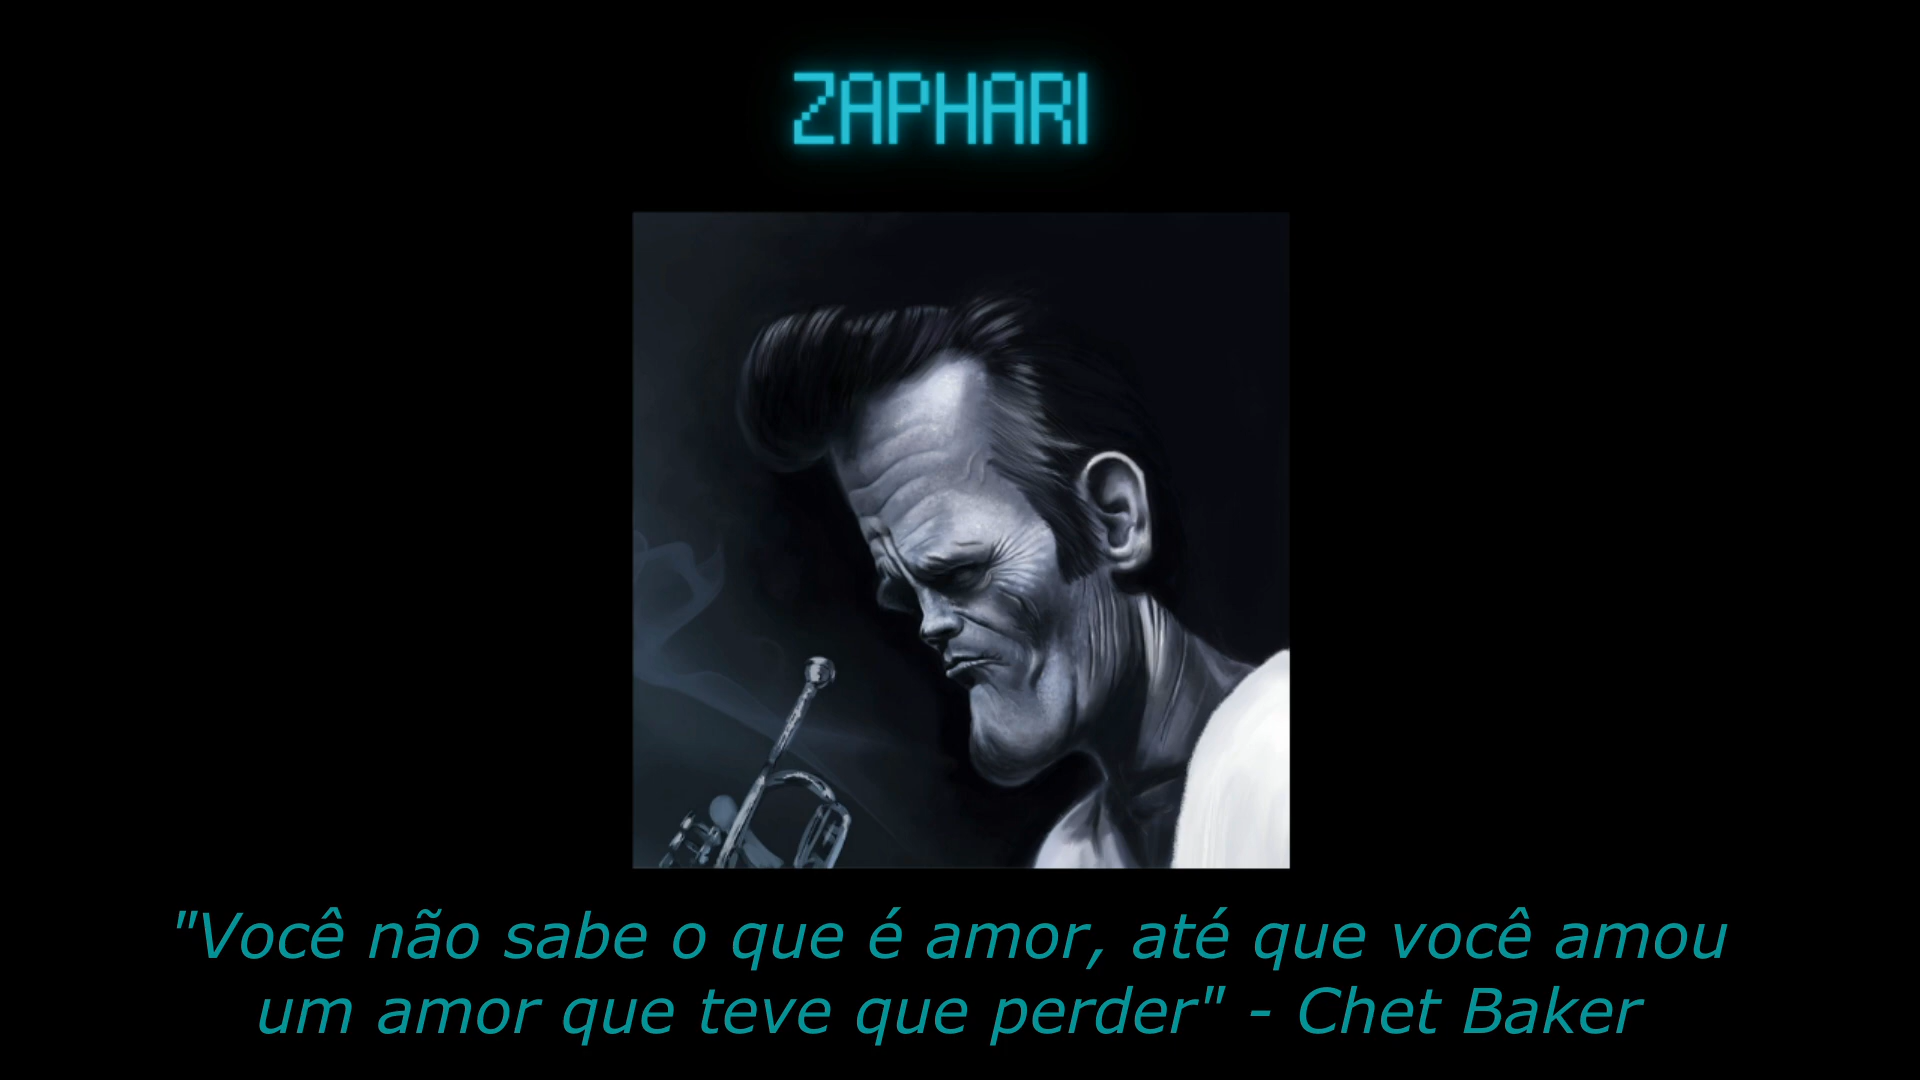 ZAPHARI
"Você não sabe o que é amor, até que você amou
um amor que teve que perder" - Chet Baker